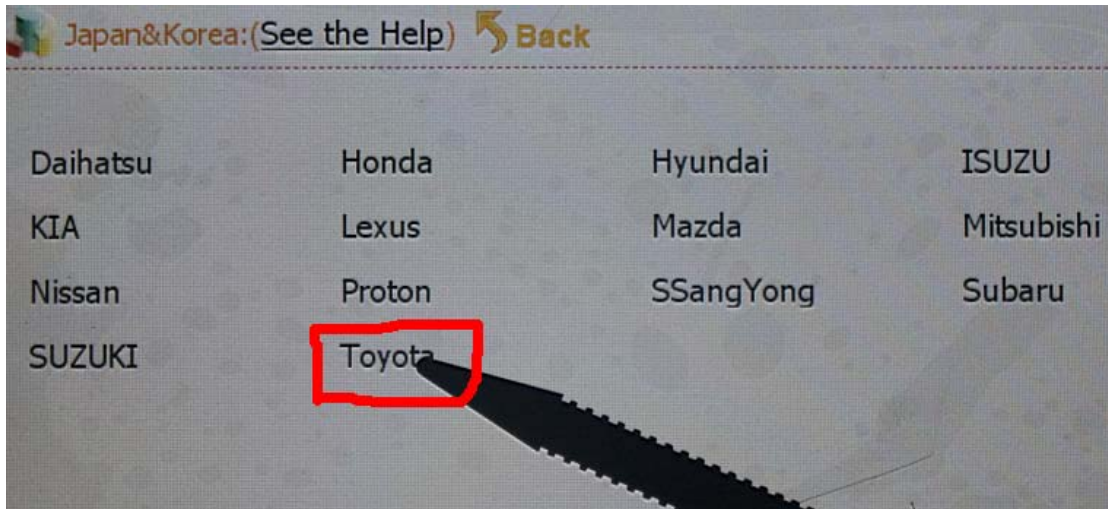 Japan&Korea:(See the Help) Back
Daihatsu Honda Hyundai ISUZU
KIA Lexus Mazda Mitsubishi
Nissan Proton SSangYong Subaru
SUZUKI Toyota